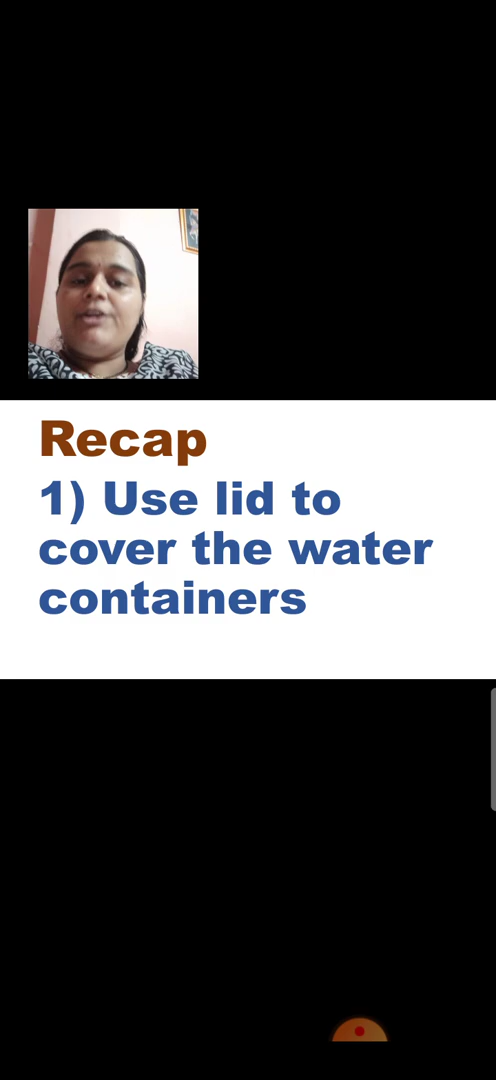 Recap
1) Use lid to
cover the water
containers